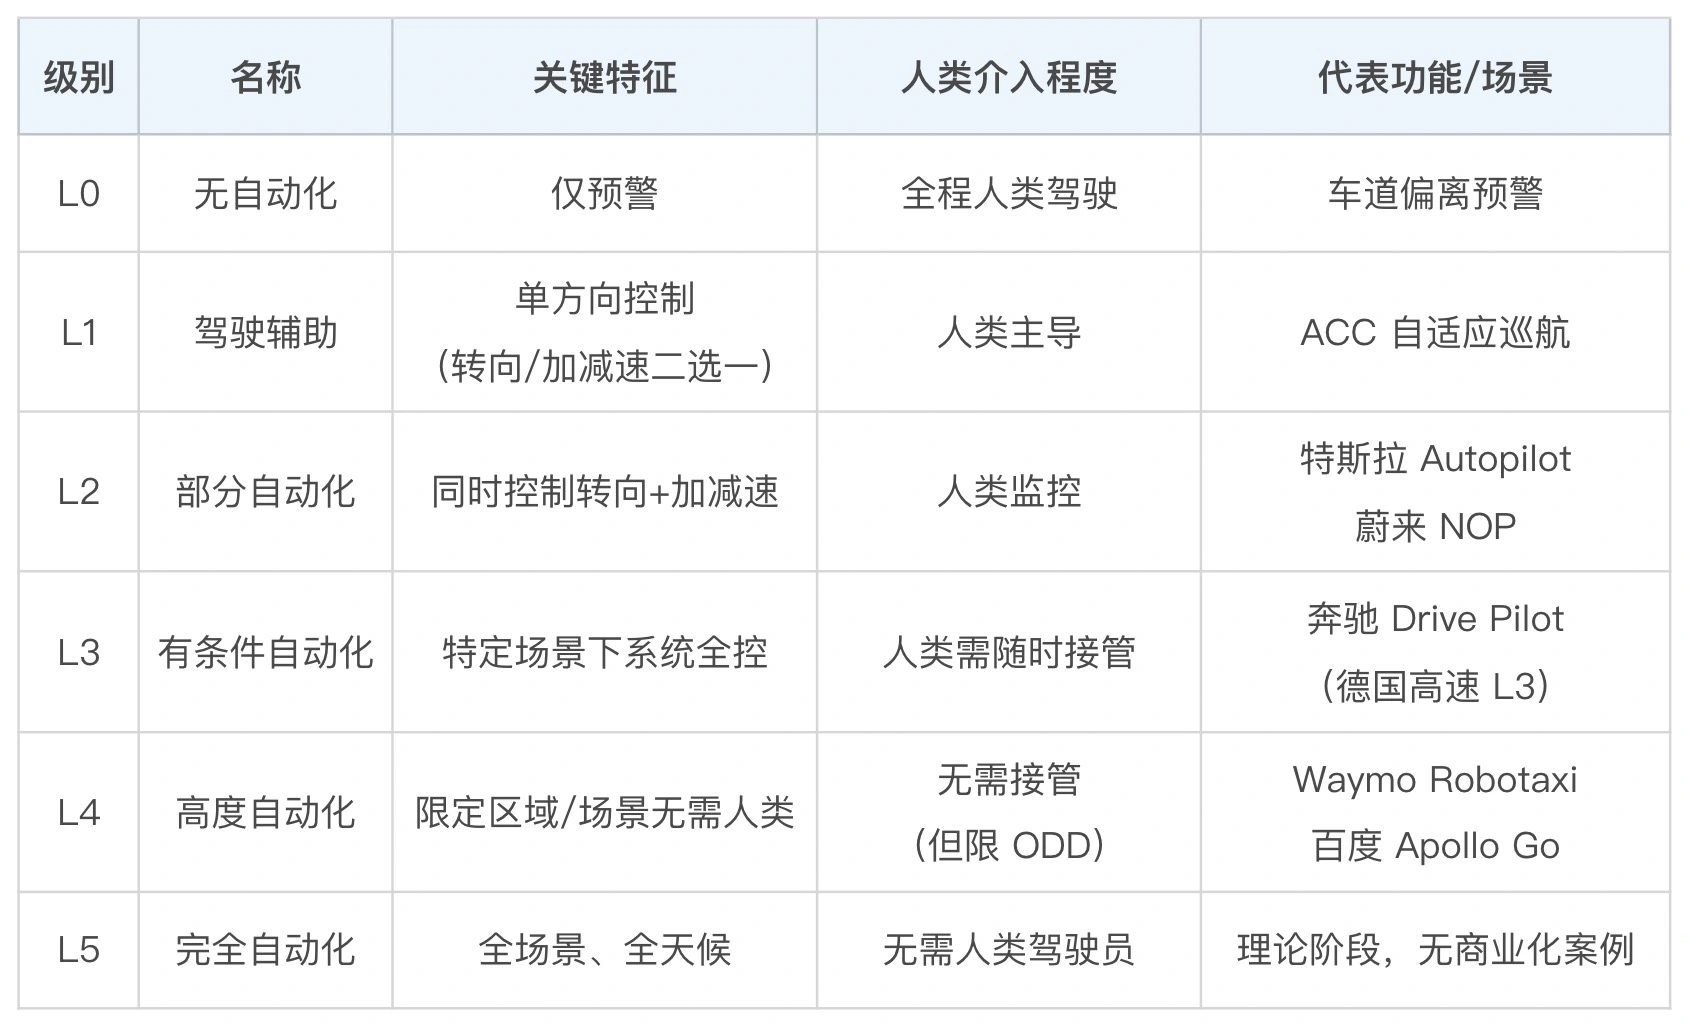 级别 名称 关键特征 人类介入程度 代表功能/场景
L0 无自动化 仅预警 全程人类驾驶 车道偏离预警
L1 驾驶辅助 单方向控制 人类主导 ACC 自适应巡航
（转向/加减速二选一）
L2 部分自动化 同时控制转向+加减速 人类监控 特斯拉 Autopilot
蔚来 NOP
L3 有条件自动化 特定场景下系统全控 人类需随时接管 奔驰 Drive Pilot
（德国高速 L3）
L4 高度自动化 限定区域/场景无需人类 无需接管 Waymo Robotaxi
（但限 ODD） 百度 Apollo Go
L5 完全自动化 全场景、全天候 无需人类驾驶员 理论阶段，无商业化案例